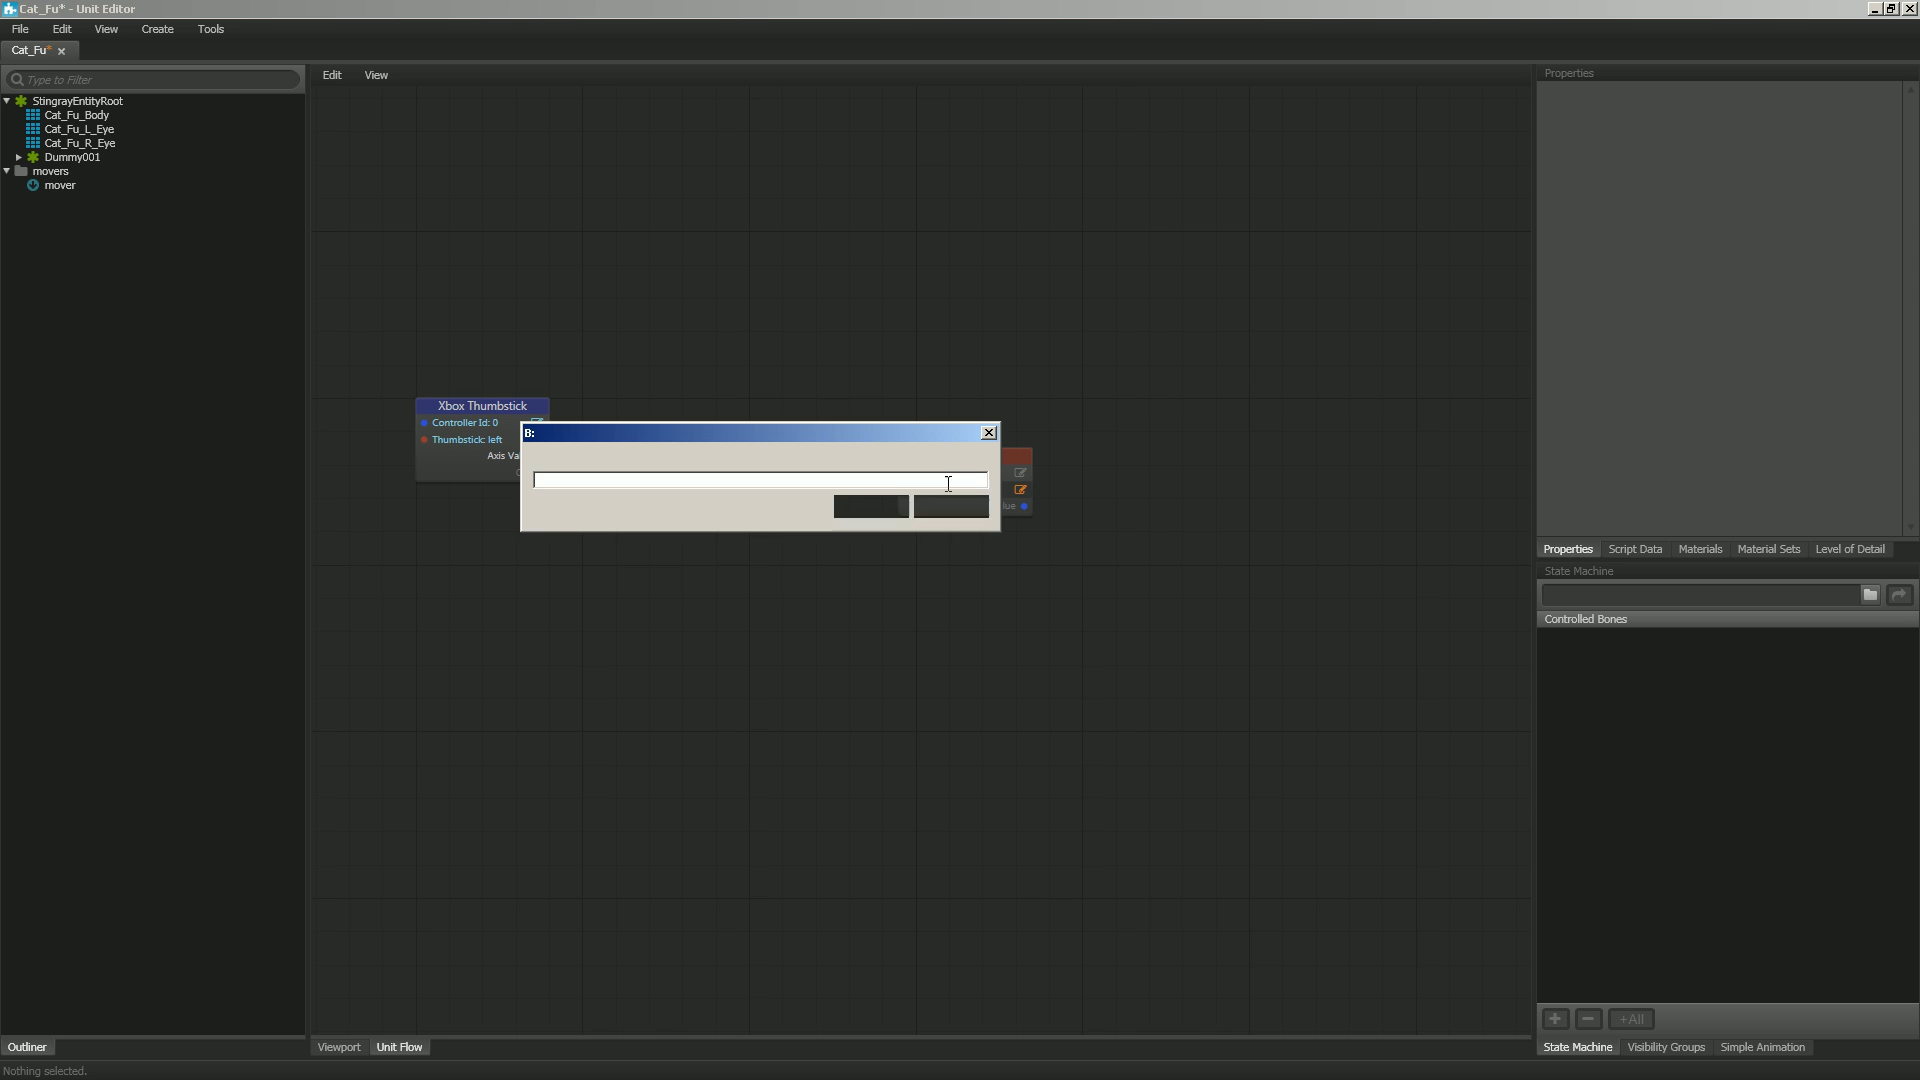 Cat_Fu* - Unit Editor
File Edit View Create Tools
Cat_Fu*
Type to Filter
StingrayEntityRoot
Cat_Fu_Body
Cat_Fu_L_Eye
Cat_Fu_R_Eye
Dummy001
movers
mover
Outliner
Nothing selected.
Edit View
Xbox Thumbstick
Controller Id: 0
Thumbstick: left
Axis Va
B:
lue
Viewport Unit Flow
Properties
Properties Script Data Materials Material Sets Level of Detail
State Machine
Controlled Bones
+All
State Machine Visibility Groups Simple Animation